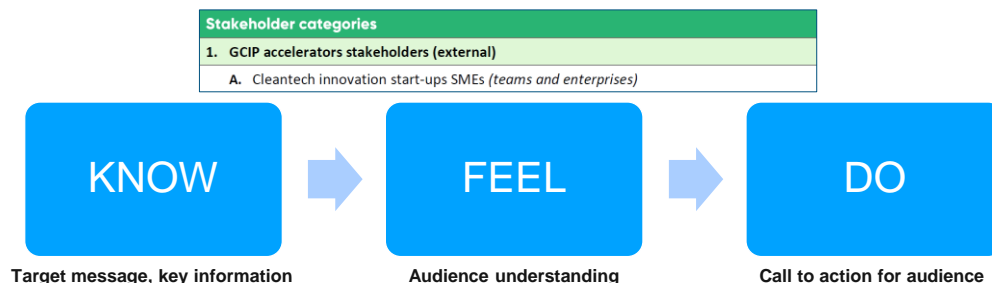 Stakeholder categories
1. GCIP accelerators stakeholders (external)
A. Cleantech innovation start-ups SMEs (teams and enterprises)
KNOW
FEEL
DO
Target message, key information
Audience understanding
Call to action for audience